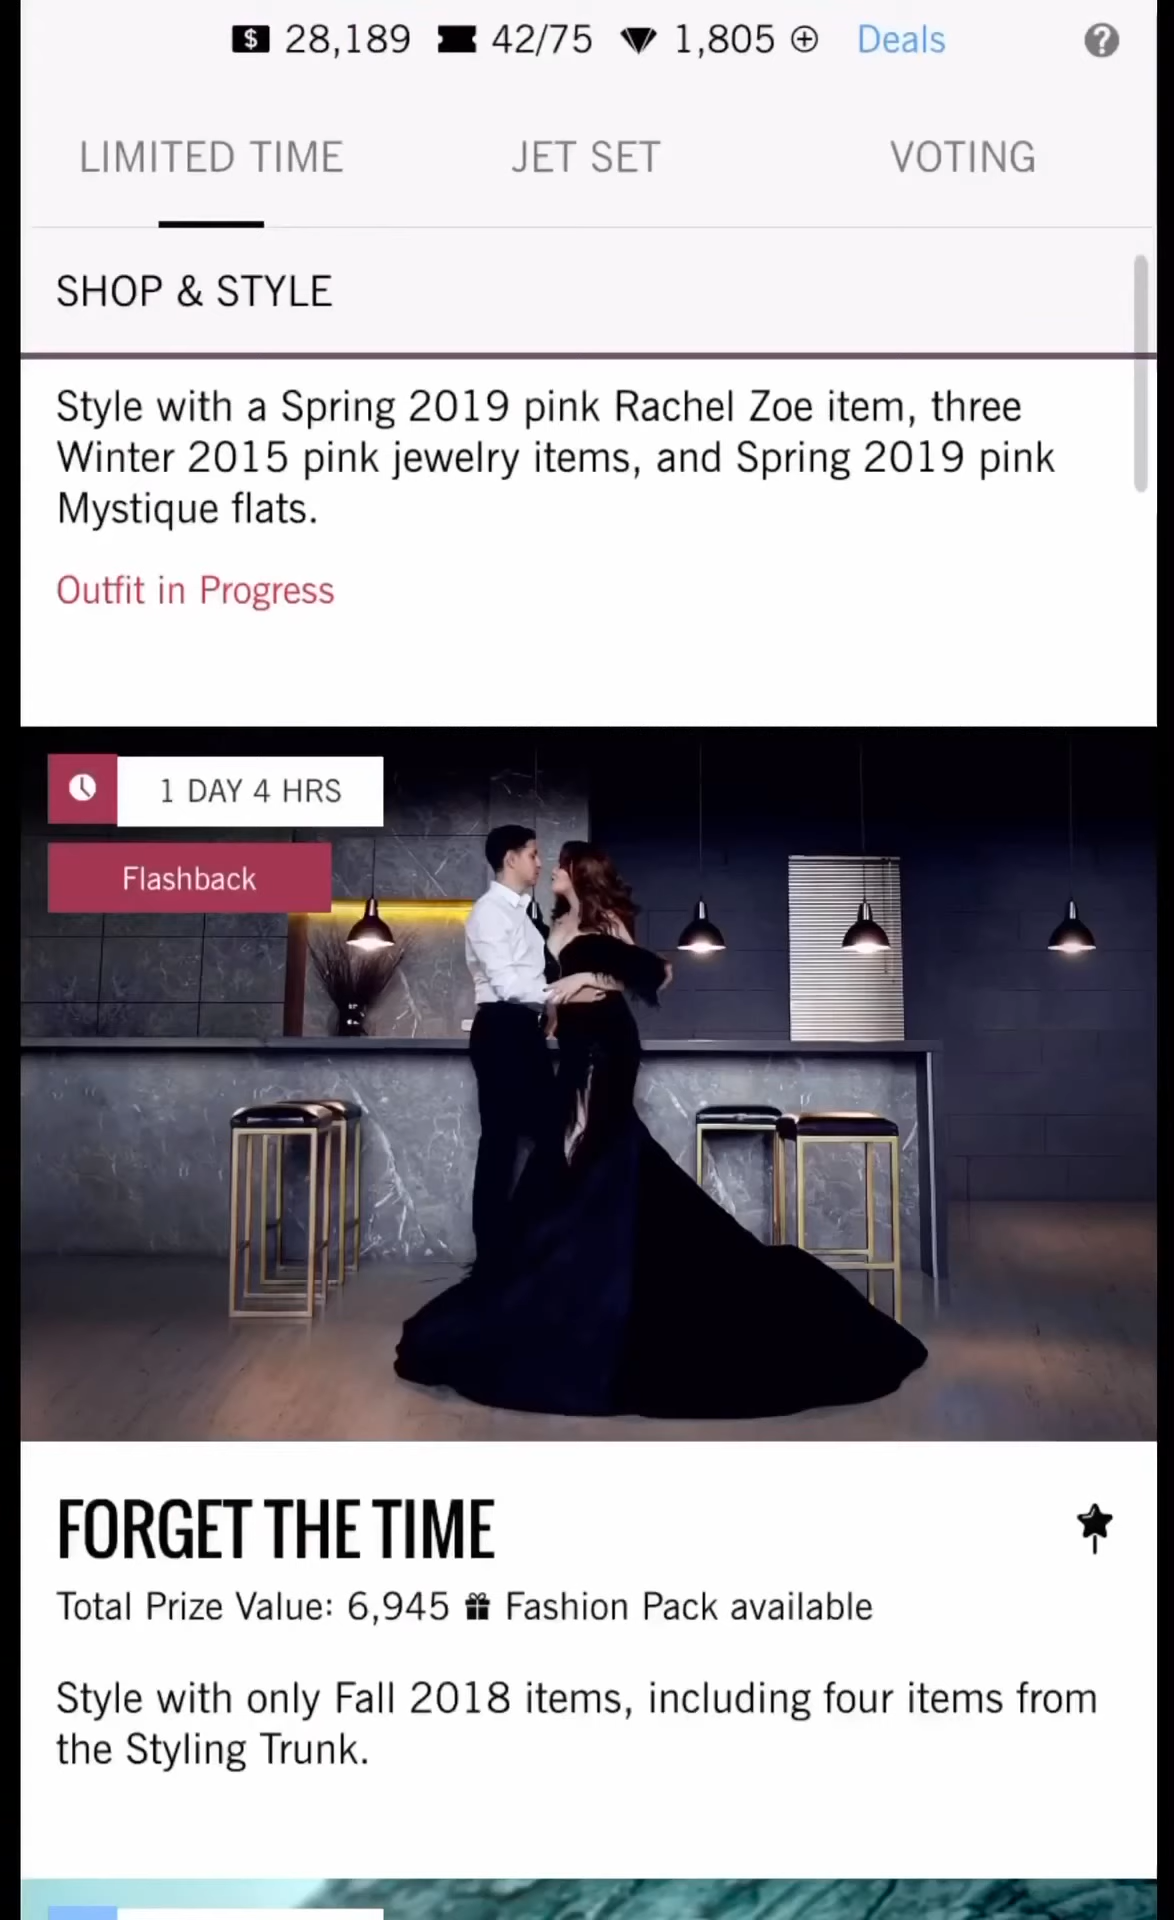 $ 28,189 42/75 1,805 Deals ?
LIMITED TIME JET SET VOTING
SHOP & STYLE
Style with a Spring 2019 pink Rachel Zoe item, three
Winter 2015 pink jewelry items, and Spring 2019 pink
Mystique flats.
Outfit in Progress
1 DAY 4 HRS
Flashback
FORGET THE TIME
Total Prize Value: 6,945 Fashion Pack available
Style with only Fall 2018 items, including four items from
the Styling Trunk.